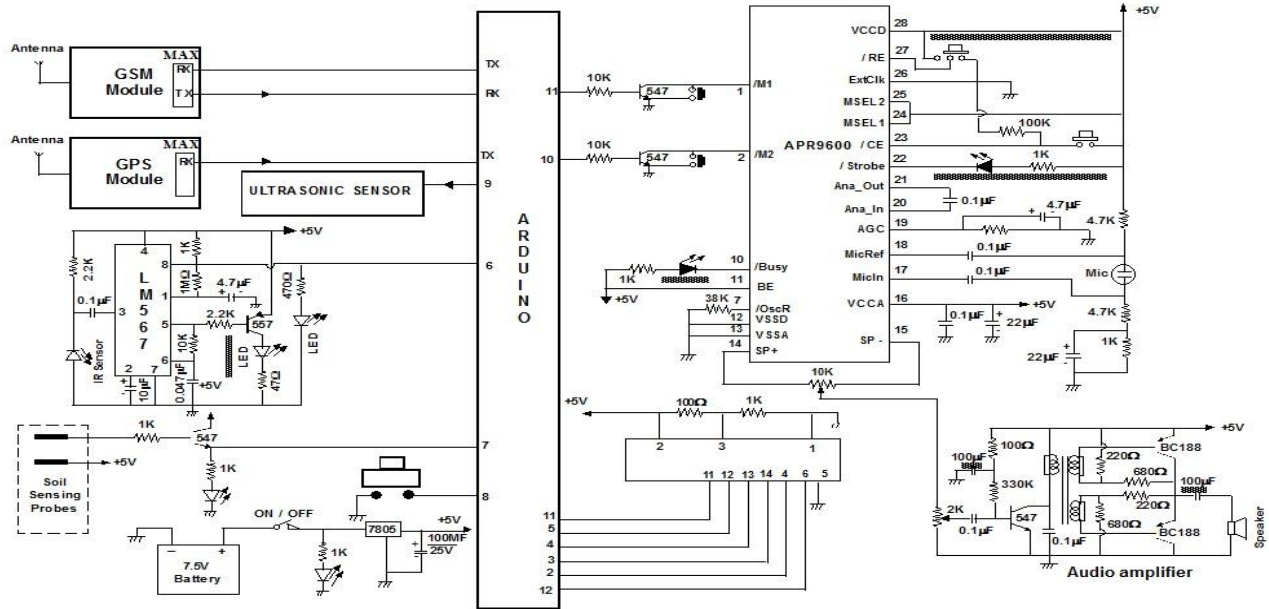 Antenna
MAX
GSM
Module
RX
TX
Antenna
MAX
GPS
Module
RX
ULTRASONIC SENSOR
+5V
2.2K
0.1µF
IR Sensor
LM567
4
8
1
3
5
6
2
7
1K
1MΩ
4.7µF
+
-
2.2K
557
10K
10µF
+
-
0.047µF
+5V
LED
47Ω
470Ω
LED
Soil
Sensing
Probes
+5V
1K
547
1K
ON / OFF
7.5V
Battery
−
+
1K
7805
+5V
100MF
25V
+
-
ARDUINO
TX
RX
TX
9
6
7
8
11
10
11
5
4
3
2
12
10K
547
10K
547
1K
+5V
38K
APR9600
/M1
1
/M2
2
10
/Busy
11
BE
7
/OscR
12
VSSD
13
VSSA
14
SP+
28
VCCD
27
/ RE
26
ExtClk
25
MSEL2
24
MSEL1
23
/ CE
22
/ Strobe
21
Ana_Out
20
Ana_In
19
AGC
18
MicRef
17
MicIn
16
VCCA
15
SP -
+5V
100K
1K
0.1µF
4.7µF
+
-
0.1µF
0.1µF
4.7K
Mic
4.7K
1K
22µF
+
-
+5V
0.1µF
22µF
+
-
10K
+5V
100Ω
1K
2
3
1
11
12
13
14
4
6
5
+5V
100Ω
100µF
330K
2K
0.1µF
547
0.1µF
220Ω
680Ω
220Ω
680Ω
BC188
BC188
100µF
Speaker
Audio amplifier